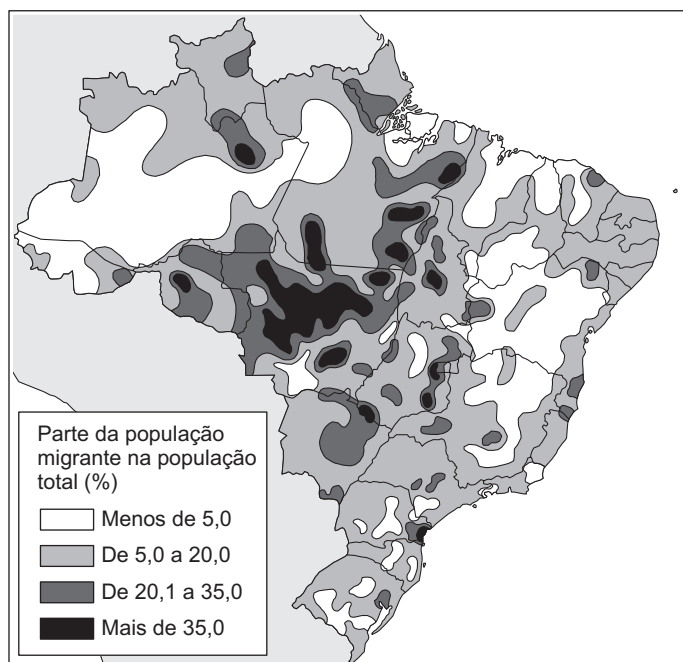 Parte da população
migrante na população
total (%)
Menos de 5,0
De 5,0 a 20,0
De 20,1 a 35,0
Mais de 35,0